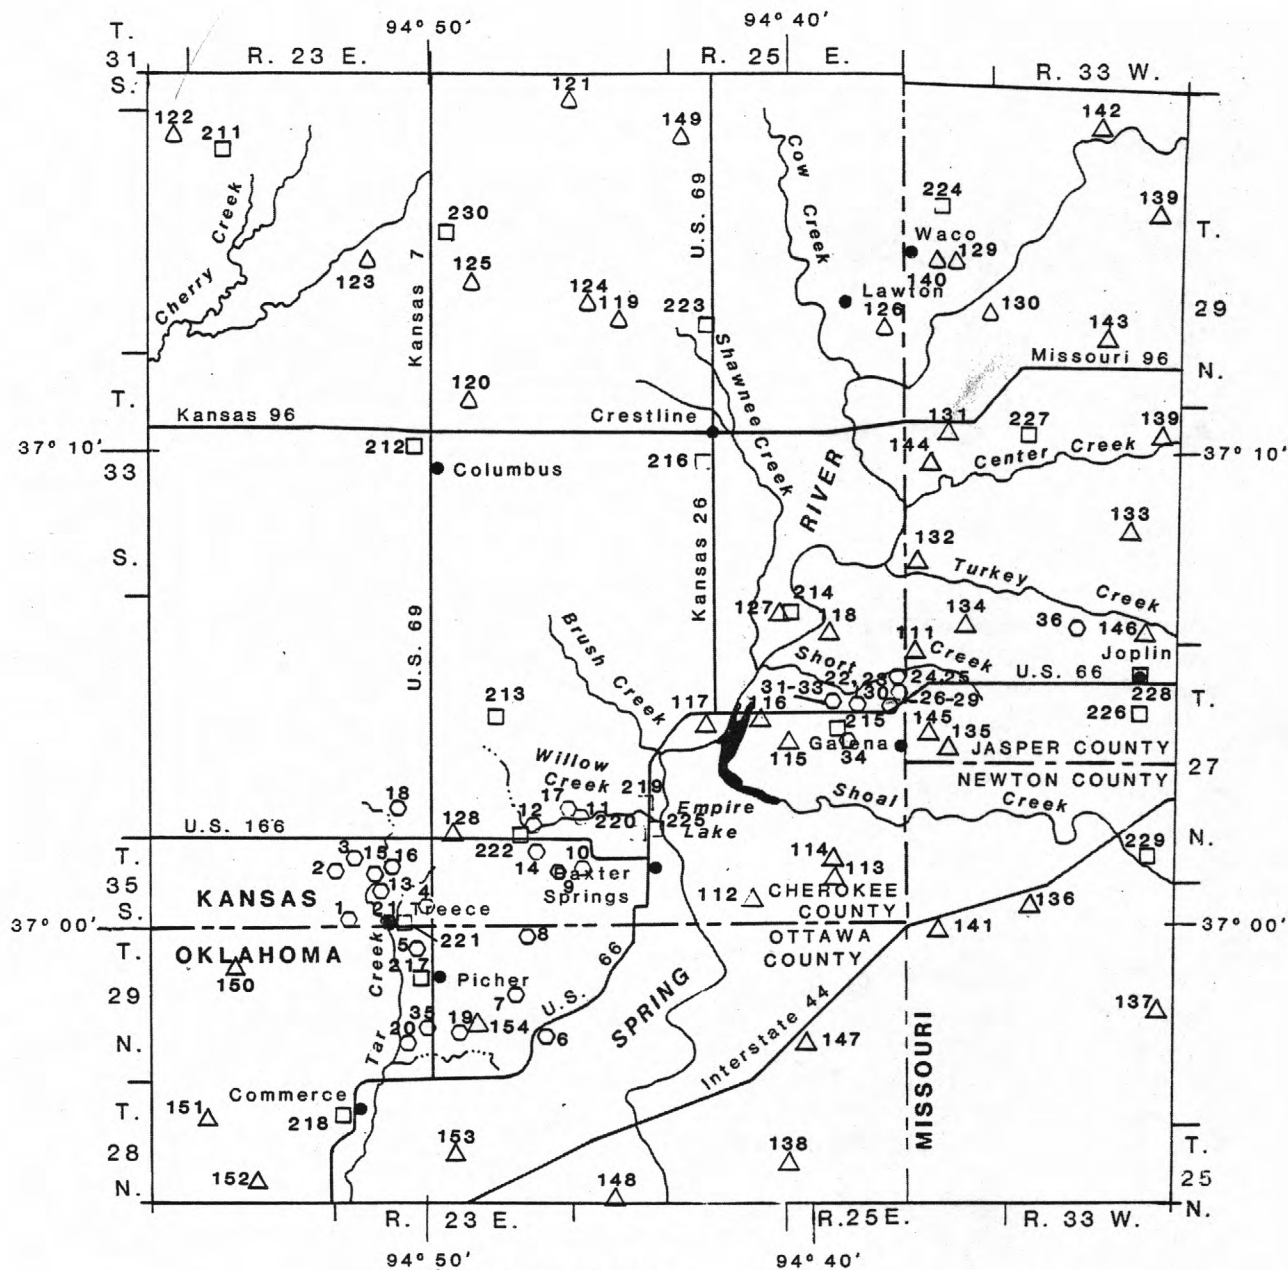 94° 50′
94° 40′
T.
31
S.
R. 23 E.
R. 25 E.
R. 33 W.
122
211
121
149
142
Cherry Creek
Cow Creek
224
139
230
Kansas 7
U.S. 69
Waco
T.
123
125
124
119
223
140
129
Lawton
126
130
143
29
Missouri 96
N.
T.
120
Shawnee Creek
Kansas 96
Crestline
131
227
139
37° 10′
212
Columbus
216
144
Center Creek
37° 10′
33
RIVER
133
S.
Kansas 26
132
Turkey Creek
127
214
118
134
36
146
U.S. 69
Brush Creek
111
Joplin
Short Creek
22,23
24,25
U.S. 66
31-33
30
26-29
228
T.
213
117
116
215
226
Galena
34
145
135
JASPER COUNTY
115
NEWTON COUNTY
27
Willow Creek
18
17
219
Shoal Creek
12
11
Empire Lake
U.S. 166
128
220
225
N.
T.
3
15
16
222
10
229
2
14
114
113
35
13
9
Baxter Springs
KANSAS
4
112
CHEROKEE COUNTY
136
S.
1
21
Treece
37° 00′
37° 00′
T.
OKLAHOMA
5
221
8
66
OTTAWA COUNTY
141
150
Creek
217
Picher
SPRING
29
7
U.S.
137
35
19
154
Interstate 44
N.
20
6
147
Tar
MISSOURI
T.
Commerce
151
218
28
153
138
T.
N.
152
148
25
N.
R. 23 E.
R.25 E.
R. 33 W.
94° 50′
94° 40′